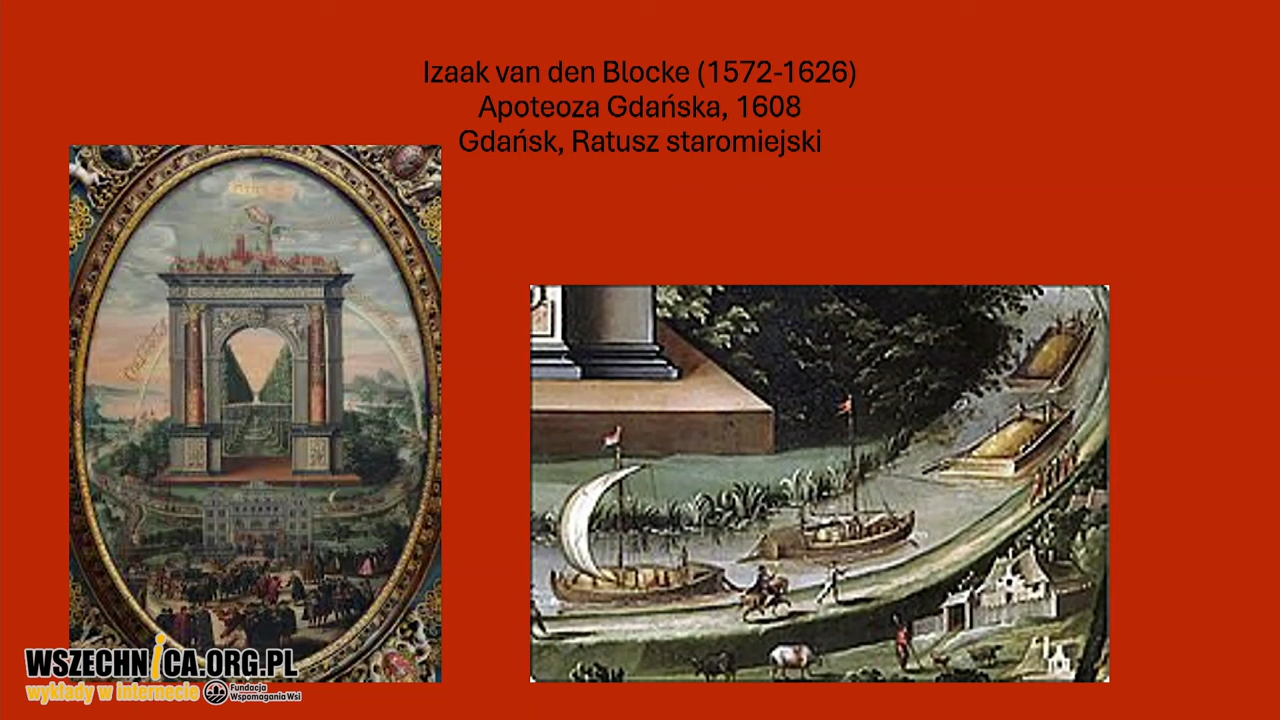 Izaak van den Blocke (1572-1626)
Apoteoza Gdańska, 1608
Gdańsk, Ratusz staromiejski
WSZECHNiCA.ORG.PL
wykłady w internecie
Fundacja
Wspomagania Wsi